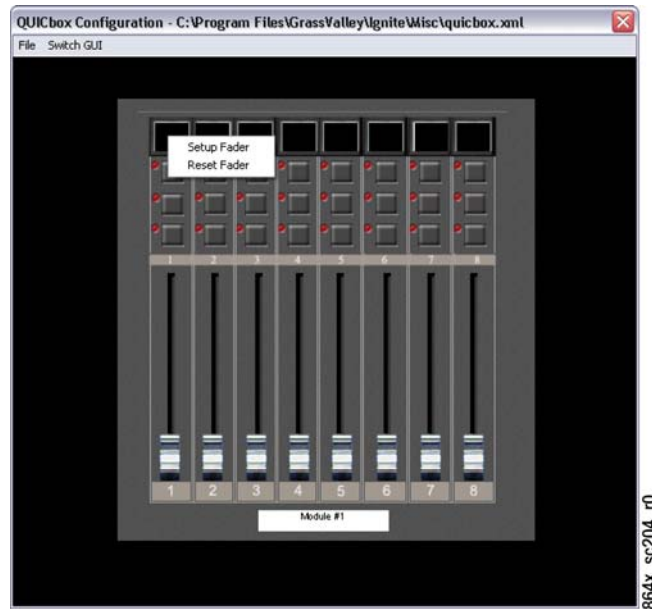 QUICbox Configuration - C:\Program Files\GrassValley\Ignite\Misc\quicbox.xml
File Switch GUI
Setup Fader
Reset Fader
1 2 3 4 5 6 7 8
1 2 3 4 5 6 7 8
Module #1
864x_sc204_r0